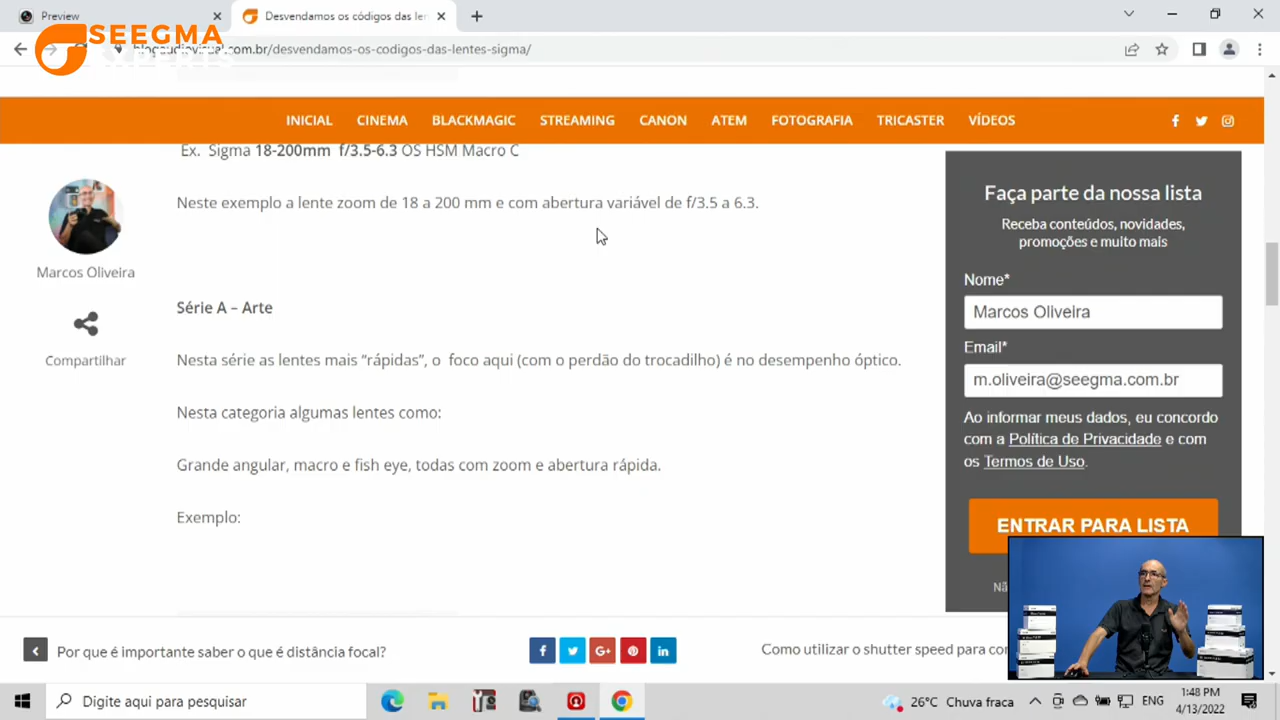 Preview
Desvendamos os códigos das len
SEEGMA
EXPERTS
blogaudiovisual.com.br/desvendamos-os-codigos-das-lentes-sigma/
INICIAL CINEMA BLACKMAGIC STREAMING CANON ATEM FOTOGRAFIA TRICASTER VÍDEOS
Ex. Sigma 18-200mm f/3.5-6.3 OS HSM Macro C
Neste exemplo a lente zoom de 18 a 200 mm e com abertura variável de f/3.5 a 6.3.
Marcos Oliveira
Compartilhar
Série A – Arte
Nesta série as lentes mais “rápidas”, o foco aqui (com o perdão do trocadilho) é no desempenho óptico.
Nesta categoria algumas lentes como:
Grande angular, macro e fish eye, todas com zoom e abertura rápida.
Exemplo:
Faça parte da nossa lista
Receba conteúdos, novidades,
promoções e muito mais
Nome*
Marcos Oliveira
Email*
m.oliveira@seegma.com.br
Ao informar meus dados, eu concordo
com a Política de Privacidade e com
os Termos de Uso.
ENTRAR PARA LISTA
Por que é importante saber o que é distância focal?
Como utilizar o shutter speed para con
Digite aqui para pesquisar
26°C Chuva fraca
ENG
1:48 PM
4/13/2022